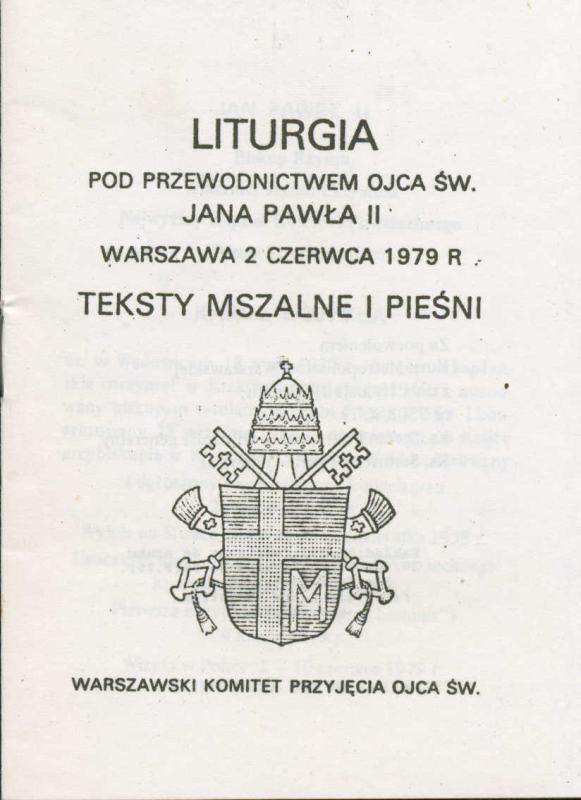 LITURGIA
POD PRZEWODNICTWEM OJCA ŚW.
JANA PAWŁA II
WARSZAWA 2 CZERWCA 1979 R.
TEKSTY MSZALNE I PIEŚNI
M
WARSZAWSKI KOMITET PRZYJĘCIA OJCA ŚW.